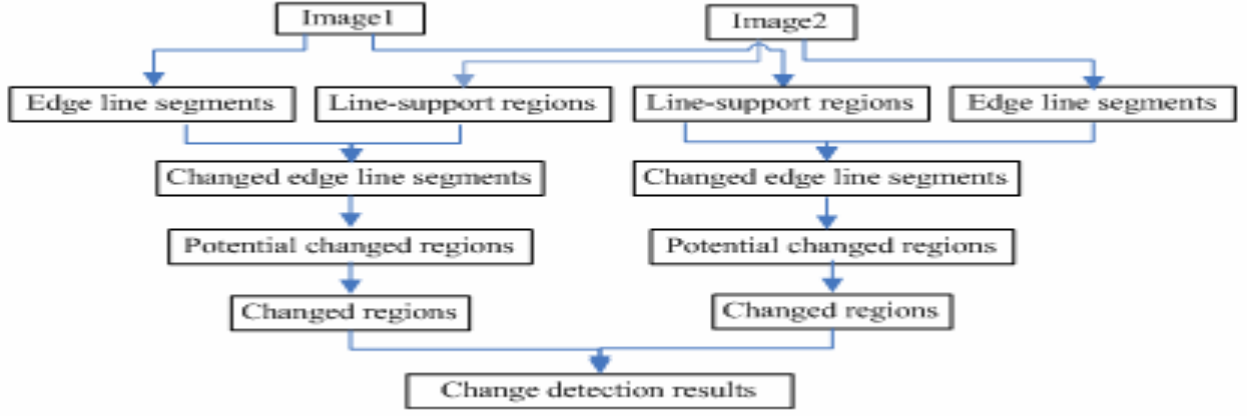 Image1
Image2
Edge line segments
Line-support regions
Line-support regions
Edge line segments
Changed edge line segments
Changed edge line segments
Potential changed regions
Potential changed regions
Changed regions
Changed regions
Change detection results